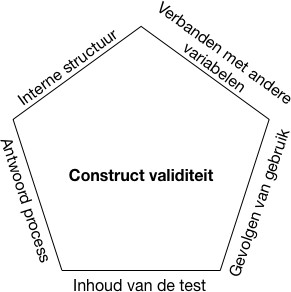 Interne structuur
Verbanden met andere
variabelen
Antwoord process
Construct validiteit
Gevolgen van gebruik
Inhoud van de test